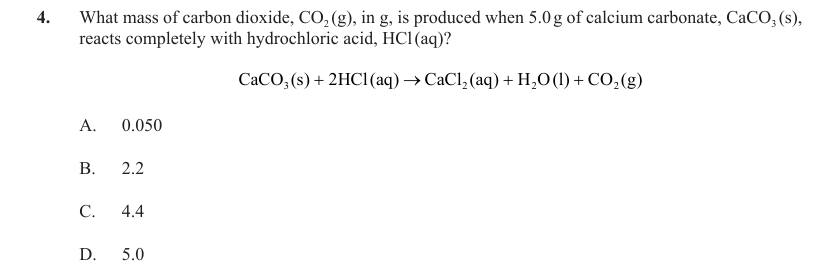 4. What mass of carbon dioxide, CO₂(g), in g, is produced when 5.0g of calcium carbonate, CaCO₃(s),
reacts completely with hydrochloric acid, HCl(aq)?
CaCO₃(s) + 2HCl(aq) → CaCl₂(aq) + H₂O(l) + CO₂(g)
A. 0.050
B. 2.2
C. 4.4
D. 5.0